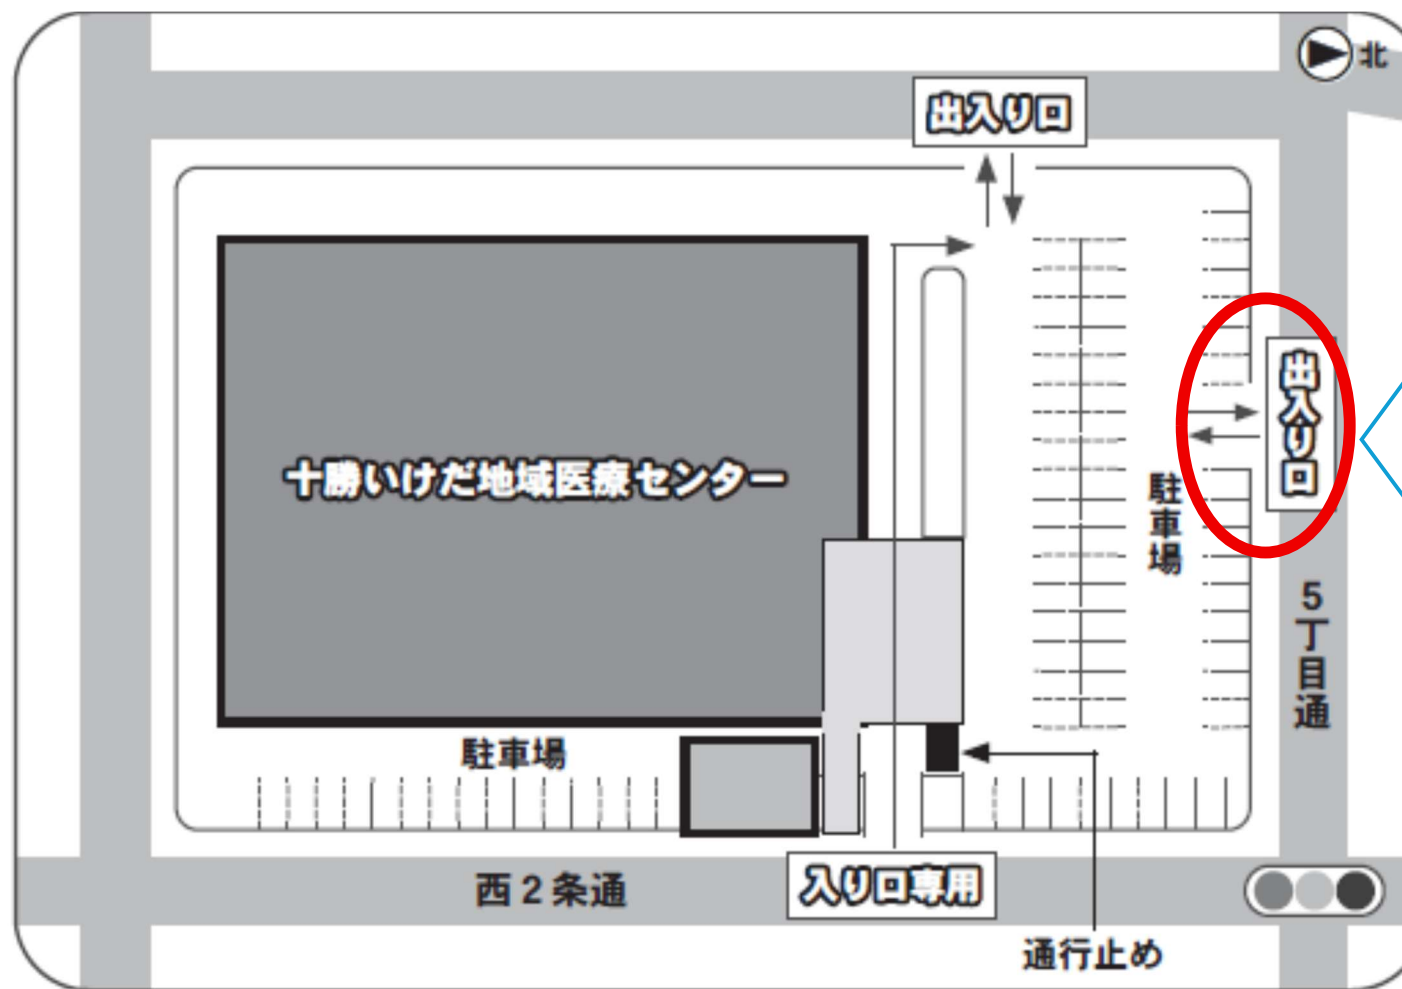 北
出入り口
出入り口
十勝いけだ地域医療センター
駐車場
5丁目通
駐車場
西2条通
入り口専用
通行止め